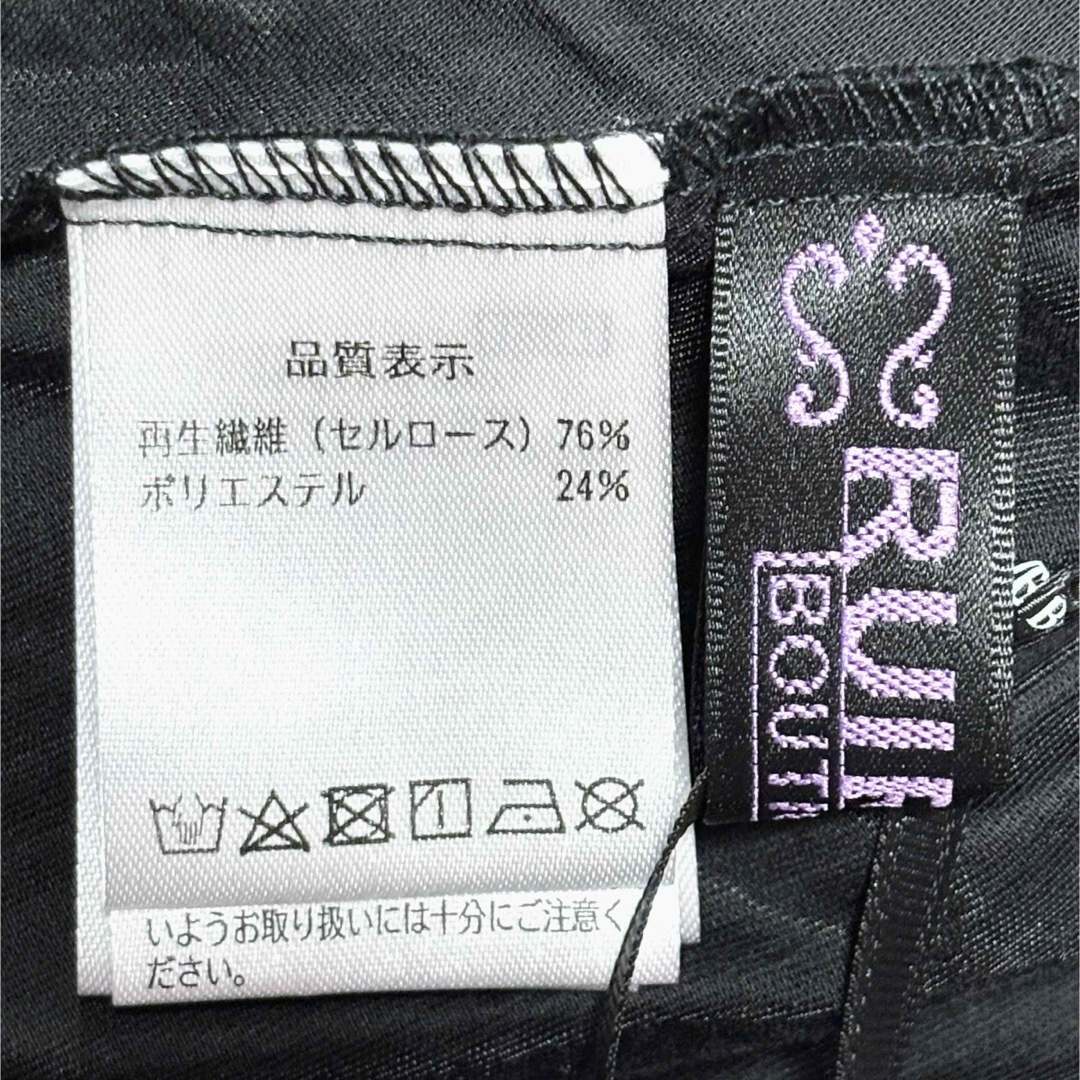 品質表示
再生繊維（セルロース）76%
ポリエステル 24%
いようお取り扱いには十分にご注意く
ださい。
RUI
BOUT